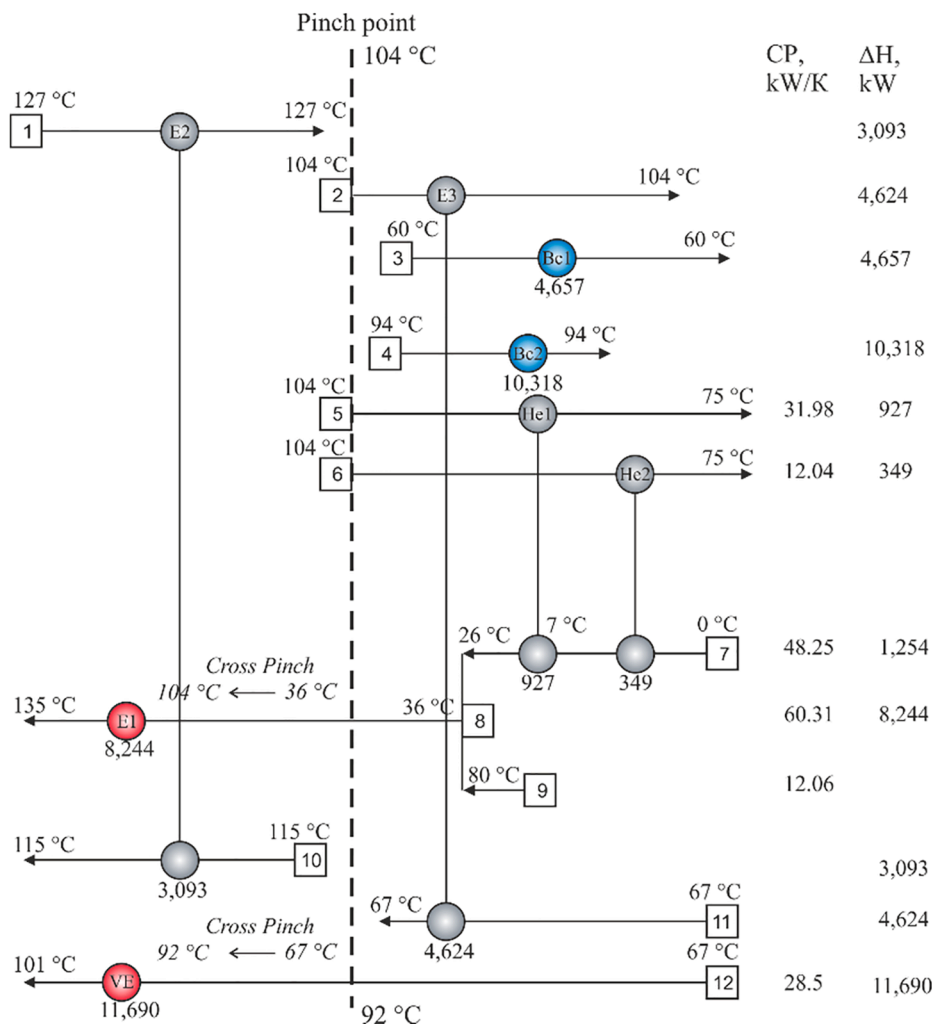 Pinch point
104 °C
CP, kW/K
ΔH, kW
127 °C
127 °C
1
E2
3,093
104 °C
104 °C
2
E3
4,624
60 °C
60 °C
3
Bc1
4,657
4,657
94 °C
94 °C
4
Bc2
10,318
10,318
104 °C
75 °C
5
He1
31.98
927
104 °C
75 °C
6
He2
12.04
349
26 °C
7 °C
0 °C
7
48.25
1,254
927
349
Cross Pinch
104 °C
36 °C
135 °C
36 °C
E1
8
60.31
8,244
8,244
80 °C
9
12.06
115 °C
115 °C
10
3,093
3,093
67 °C
67 °C
11
4,624
4,624
Cross Pinch
92 °C
67 °C
101 °C
67 °C
VE
12
28.5
11,690
11,690
92 °C